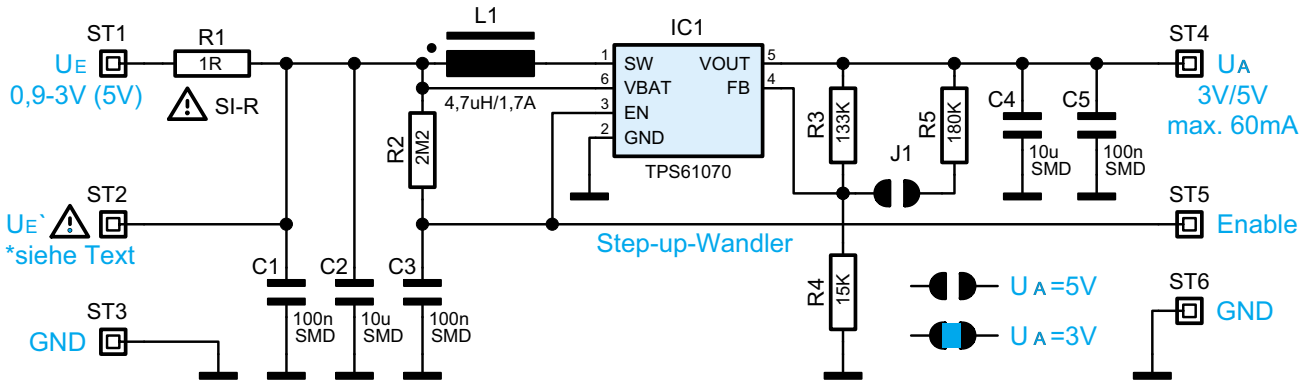 ST1
UE
0,9-3V (5V)
R1
1R
SI-R
L1
4,7uH/1,7A
IC1
1 SW
6 VBAT
3 EN
2 GND
VOUT 5
FB 4
TPS61070
R2
2M2
R3
133K
R5
180K
J1
C4
10u
SMD
C5
100n
SMD
ST4
UA
3V/5V
max. 60mA
ST2
UE`
*siehe Text
ST5
Enable
Step-up-Wandler
C1
100n
SMD
C2
10u
SMD
C3
100n
SMD
R4
15K
UA=5V
UA=3V
ST3
GND
ST6
GND